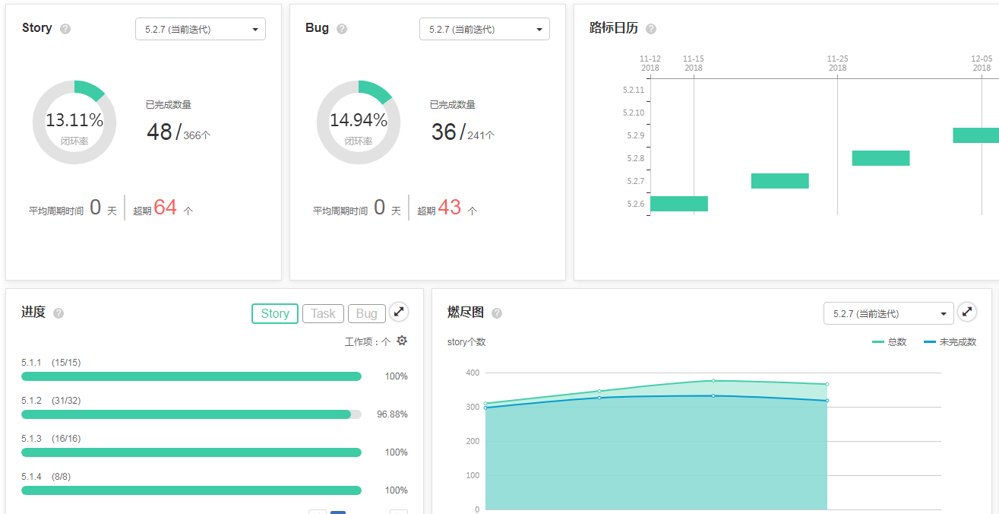 Story ?
5.2.7 (当前迭代)
13.11%
闭环率
已完成数量
48/366个
平均周期时间 0 天
超期 64 个
Bug ?
5.2.7 (当前迭代)
14.94%
闭环率
已完成数量
36/241个
平均周期时间 0 天
超期 43 个
路标日历 ?
11-12 11-15 11-25 12-05
2018 2018 2018 2018
5.2.11
5.2.10
5.2.9
5.2.8
5.2.7
5.2.6
进度 ?
Story Task Bug
工作项：个
5.1.1 (15/15)
100%
5.1.2 (31/32)
96.88%
5.1.3 (16/16)
100%
5.1.4 (8/8)
100%
燃尽图 ?
5.2.7 (当前迭代)
story个数
总数 未完成数
400
300
200
100
0